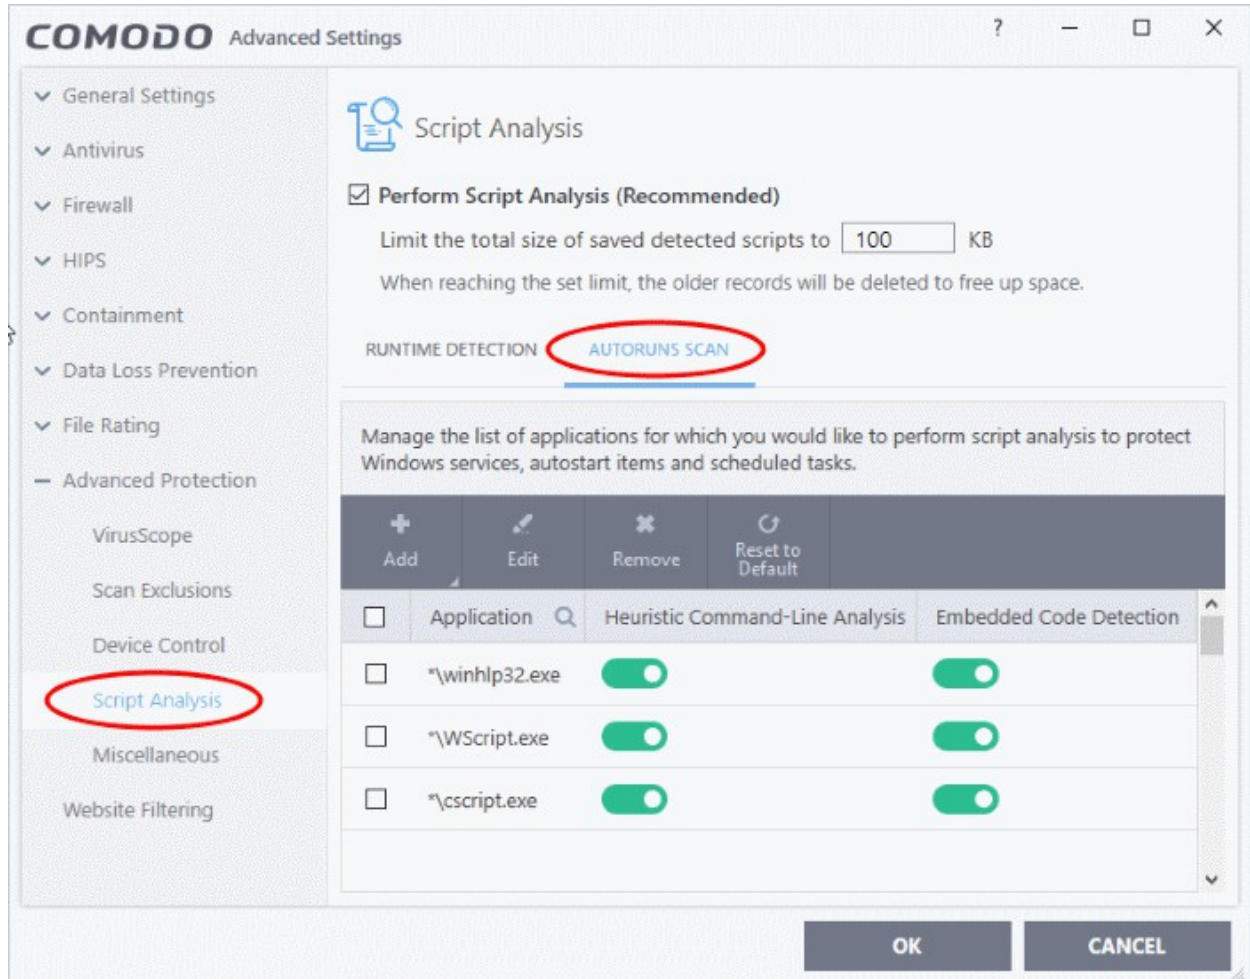 COMODO Advanced Settings
?
General Settings
Antivirus
Firewall
HIPS
Containment
Data Loss Prevention
File Rating
Advanced Protection
VirusScope
Scan Exclusions
Device Control
Script Analysis
Miscellaneous
Website Filtering
Script Analysis
Perform Script Analysis (Recommended)
Limit the total size of saved detected scripts to 100 KB
When reaching the set limit, the older records will be deleted to free up space.
RUNTIME DETECTION AUTORUNS SCAN
Manage the list of applications for which you would like to perform script analysis to protect
Windows services, autostart items and scheduled tasks.
Add Edit Remove Reset to
Default
Application Heuristic Command-Line Analysis Embedded Code Detection
*\winhlp32.exe
*\WScript.exe
*\cscript.exe
OK CANCEL